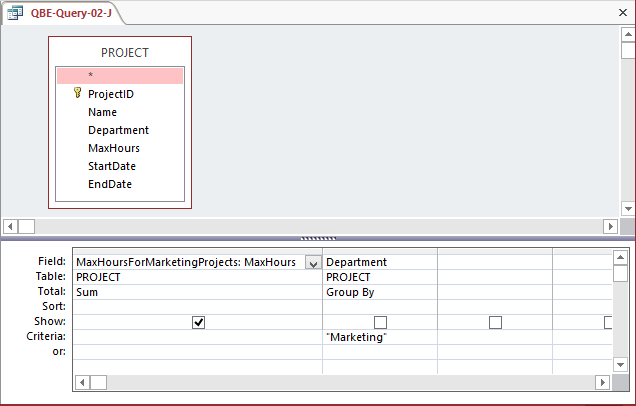 QBE-Query-02-J
PROJECT
*
ProjectID
Name
Department
MaxHours
StartDate
EndDate
Field: MaxHoursForMarketingProjects: MaxHours Department
Table: PROJECT PROJECT
Total: Sum Group By
Sort:
Show:
Criteria: "Marketing"
or: